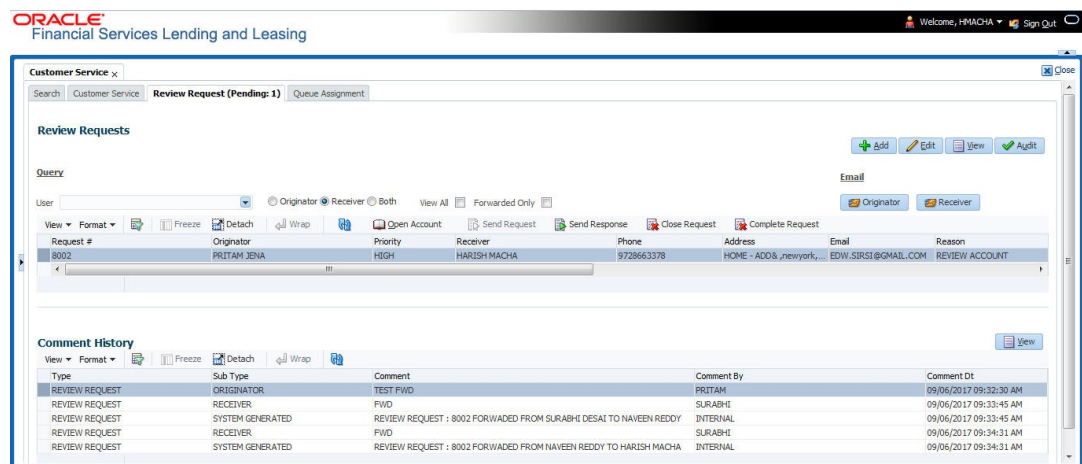 ORACLE
Financial Services Lending and Leasing
Welcome, HMACHA Sign Out
Customer Service x
Close
Search Customer Service Review Request (Pending: 1) Queue Assignment
Review Requests
Add Edit View Audit
Query
Email
User Originator Receiver Both View All Forwarded Only
Originator Receiver
View Format Freeze Detach Wrap Open Account Send Request Send Response Close Request Complete Request
Request # Originator Priority Receiver Phone Address Email Reason
8002 PRITAM JENA HIGH HARISH MACHA 9728663378 HOME - ADD& ,newyork,... EDW.SIRSI@GMAIL.COM REVIEW ACCOUNT
Comment History
View
View Format Freeze Detach Wrap
Type Sub Type Comment Comment By Comment Dt
REVIEW REQUEST ORIGINATOR TEST FWD PRITAM 09/06/2017 09:32:30 AM
REVIEW REQUEST RECEIVER FWD SURABHI 09/06/2017 09:33:45 AM
REVIEW REQUEST SYSTEM GENERATED REVIEW REQUEST : 8002 FORWADED FROM SURABHI DESAI TO NAVEEN REDDY INTERNAL 09/06/2017 09:33:45 AM
REVIEW REQUEST RECEIVER FWD SURABHI 09/06/2017 09:34:31 AM
REVIEW REQUEST SYSTEM GENERATED REVIEW REQUEST : 8002 FORWADED FROM NAVEEN REDDY TO HARISH MACHA INTERNAL 09/06/2017 09:34:31 AM